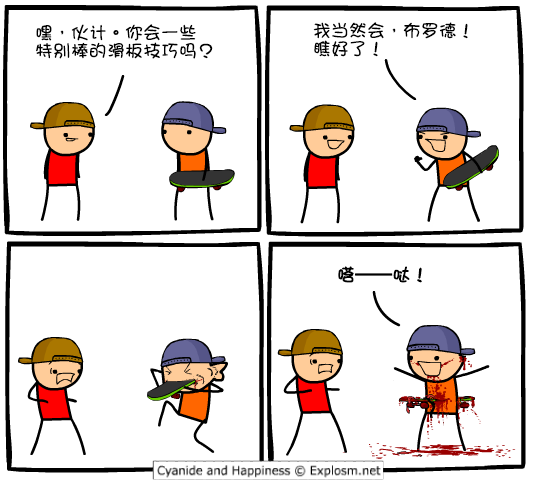 嘿，伙计。你会一些
特别棒的滑板技巧吗？
我当然会，布罗德！
瞧好了！
嗒——哒！
Cyanide and Happiness © Explosm.net